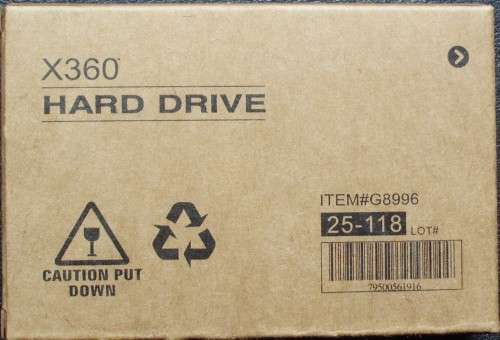 X360
HARD DRIVE
ITEM#G8996
25-118 LOT#
79500561916
CAUTION PUT
DOWN